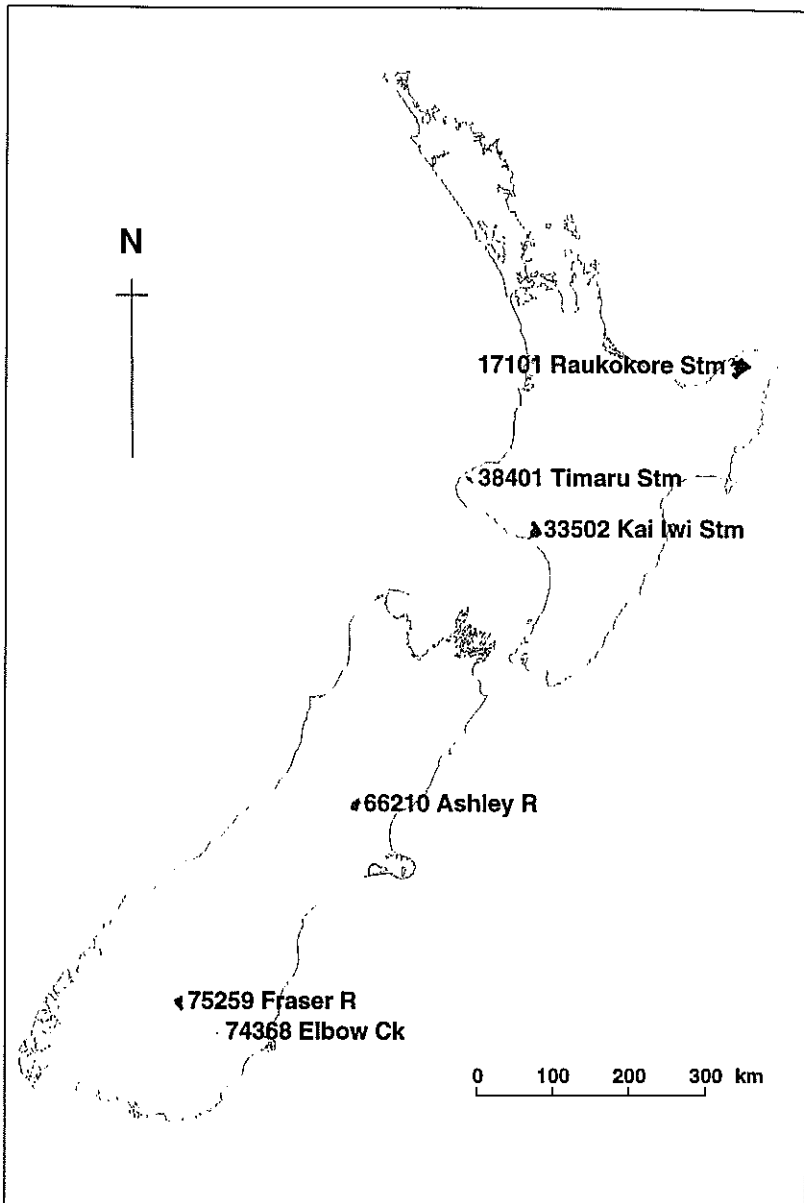 N
17101 Raukokore Stm
38401 Timaru Stm
33502 Kai Iwi Stm
66210 Ashley R
75259 Fraser R
74368 Elbow Ck
0 100 200 300 km